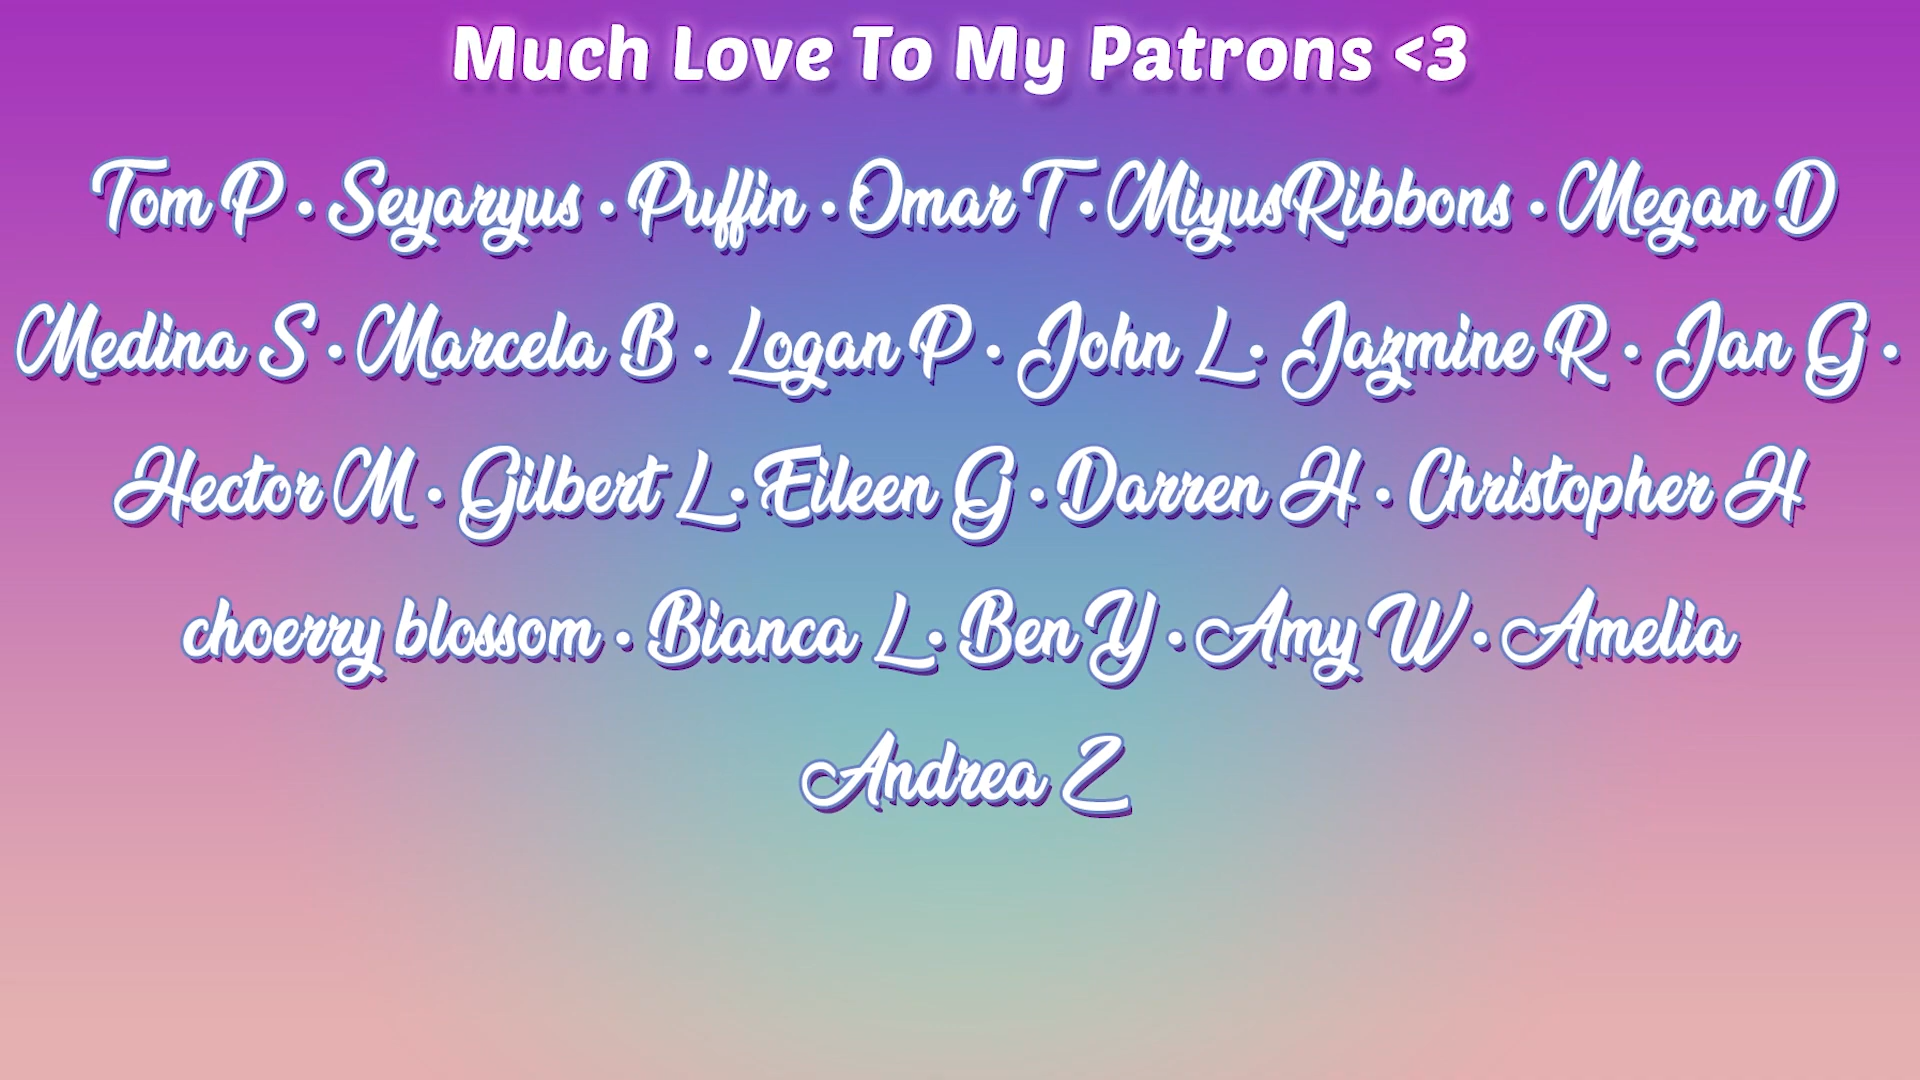 Much Love To My Patrons <3
Tom P • Seyaryus • Puffin • Omar T • MiyusRibbons • Megan D
Medina S • Marcela B • Logan P • John L • Jazmine R • Jan G •
Hector M • Gilbert L • Eileen G • Darren H • Christopher H
choerry blossom • Bianca L • Ben Y • Amy W • Amelia
Andrea Z